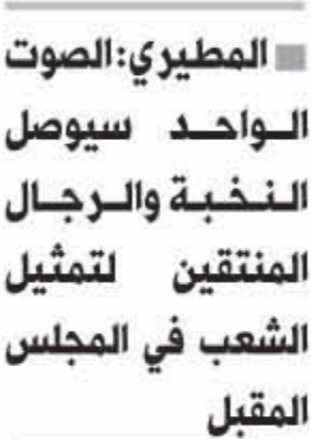 المطيري: الصوت
الواحد سيوصل
النخبة والرجال
المنتقين لتمثيل
الشعب في المجلس
المقبل